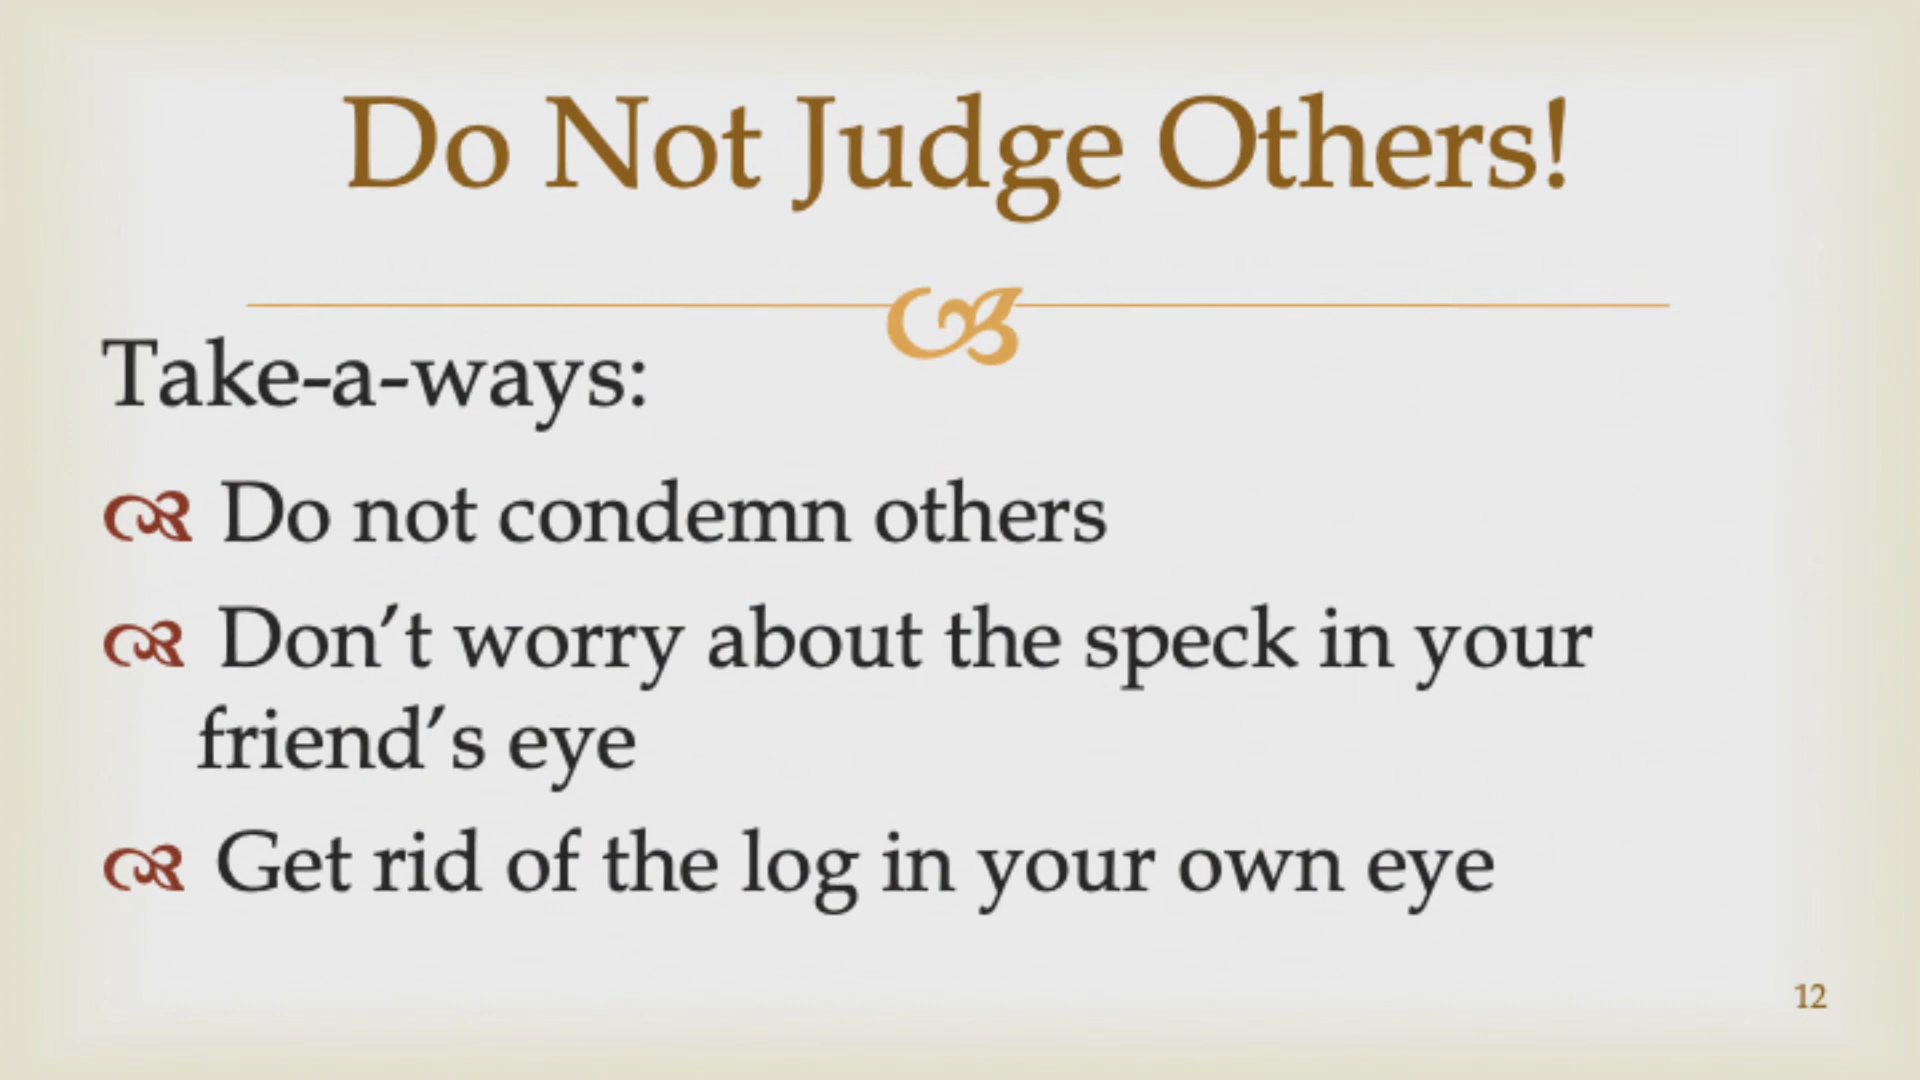 Do Not Judge Others!
Take-a-ways:
Do not condemn others
Don’t worry about the speck in your
friend’s eye
Get rid of the log in your own eye
12